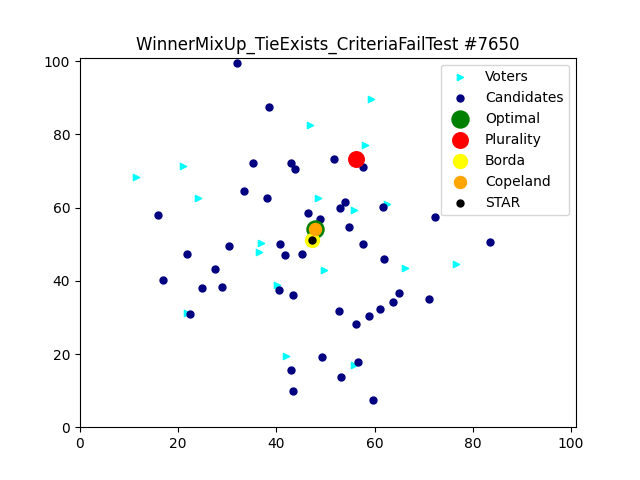 WinnerMixUp_TieExists_CriteriaFailTest #7650
100
80
60
40
20
0
0 20 40 60 80 100
Voters
Candidates
Optimal
Plurality
Borda
Copeland
STAR